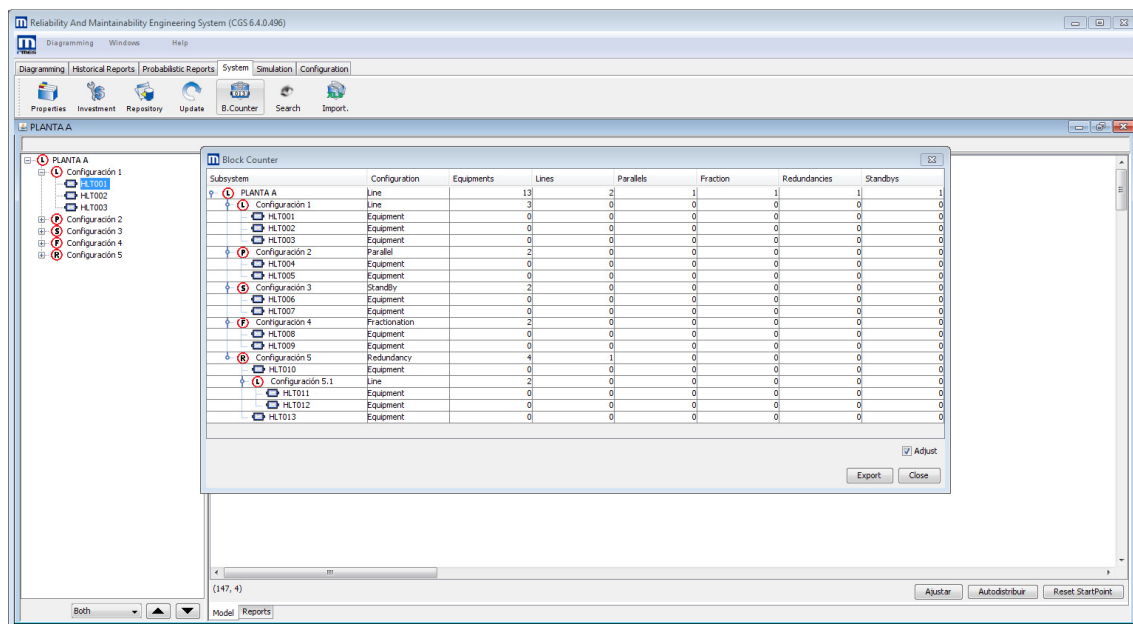 Reliability And Maintainability Engineering System (CGS 6.4.0.496)
Diagramming Windows Help
Diagramming Historical Reports Probabilistic Reports System Simulation Configuration
Properties Investment Repository Update B.Counter Search Import.
PLANTA A
L PLANTA A
L Configuración 1
HLT001
HLT002
HLT003
P Configuración 2
S Configuración 3
F Configuración 4
R Configuración 5
Block Counter
Subsystem Configuration Equipments Lines Parallels Fraction Redundancies Standbys
L PLANTA A Line 13 2 1 1 1 1
L Configuración 1 Line 3 0 0 0 0 0
HLT001 Equipment 0 0 0 0 0 0
HLT002 Equipment 0 0 0 0 0 0
HLT003 Equipment 0 0 0 0 0 0
P Configuración 2 Parallel 2 0 0 0 0 0
HLT004 Equipment 0 0 0 0 0 0
HLT005 Equipment 0 0 0 0 0 0
S Configuración 3 StandBy 2 0 0 0 0 0
HLT006 Equipment 0 0 0 0 0 0
HLT007 Equipment 0 0 0 0 0 0
F Configuración 4 Fractionation 2 0 0 0 0 0
HLT008 Equipment 0 0 0 0 0 0
HLT009 Equipment 0 0 0 0 0 0
R Configuración 5 Redundancy 4 1 0 0 0 0
HLT010 Equipment 0 0 0 0 0 0
L Configuración 5.1 Line 2 0 0 0 0 0
HLT011 Equipment 0 0 0 0 0 0
HLT012 Equipment 0 0 0 0 0 0
HLT013 Equipment 0 0 0 0 0 0
Adjust
Export Close
(147, 4)
Ajustar Autodistribuir Reset StartPoint
Both
Model Reports